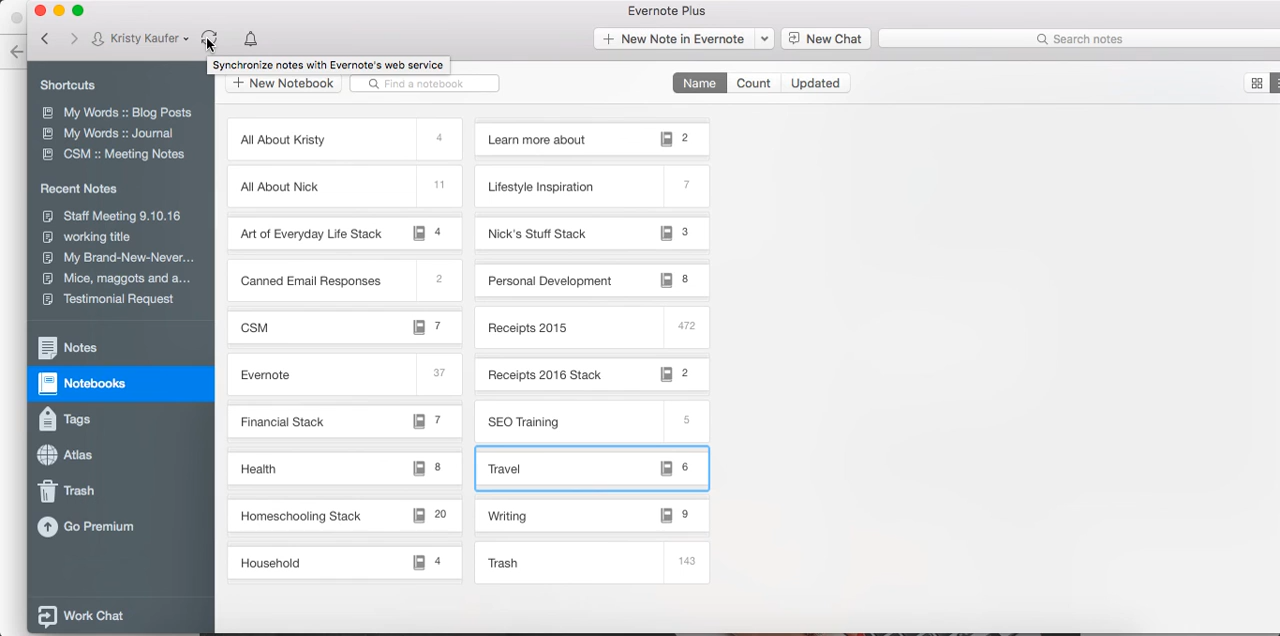 Evernote Plus
Kristy Kaufer
New Note in Evernote
New Chat
Search notes
Synchronize notes with Evernote's web service
New Notebook
Find a notebook
Name
Count
Updated
Shortcuts
My Words :: Blog Posts
My Words :: Journal
CSM :: Meeting Notes
Recent Notes
Staff Meeting 9.10.16
working title
My Brand-New-Never...
Mice, maggots and a...
Testimonial Request
Notes
Notebooks
Tags
Atlas
Trash
Go Premium
Work Chat
All About Kristy 4
All About Nick 11
Art of Everyday Life Stack 4
Canned Email Responses 2
CSM 7
Evernote 37
Financial Stack 7
Health 8
Homeschooling Stack 20
Household 4
Learn more about 2
Lifestyle Inspiration 7
Nick's Stuff Stack 3
Personal Development 8
Receipts 2015 472
Receipts 2016 Stack 2
SEO Training 5
Travel 6
Writing 9
Trash 143